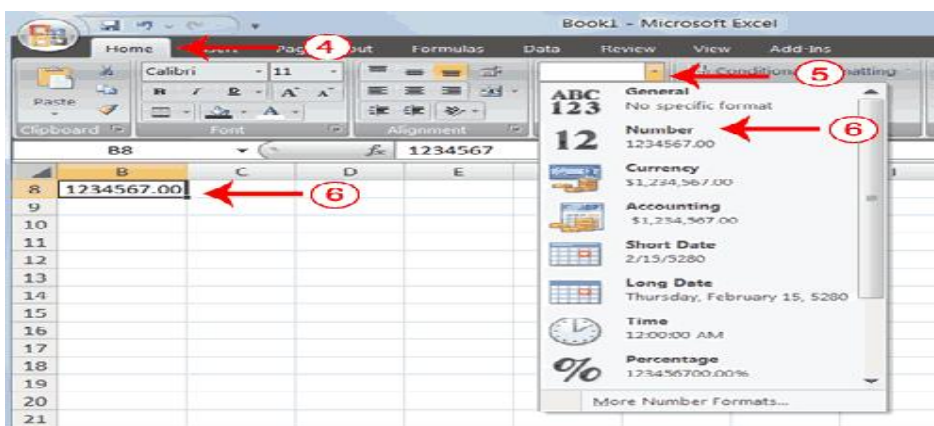 Book1 - Microsoft Excel
Home 4 Formulas Data Review View Add-Ins
Calibri 11 5
Paste B I U A A A
Clipboard Font Alignment
B8 fx 1234567
B C D E
8 1234567.00 6
9
10
11
12
13
14
15
16
17
18
19
20
21
ABC 123 General
No specific format
12 Number 6
1234567.00
Currency
$1,234,567.00
Accounting
$1,234,567.00
Short Date
2/15/5280
Long Date
Thursday, February 15, 5280
Time
12:00:00 AM
% Percentage
123456700.00%
More Number Formats...